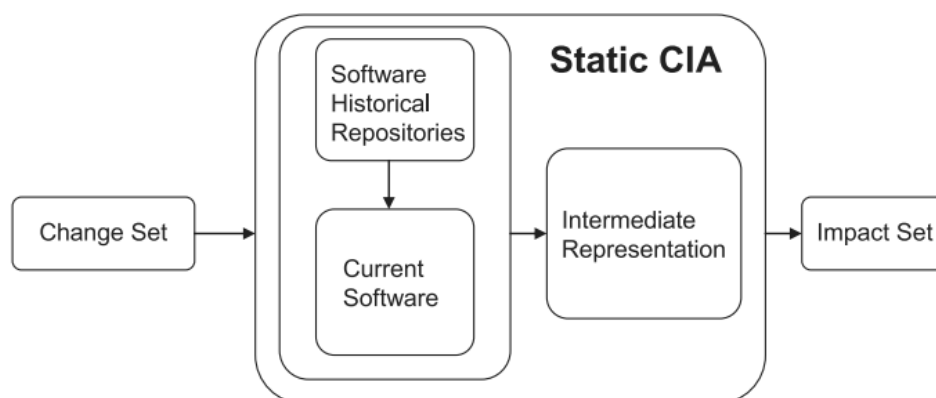 Static CIA
Software
Historical
Repositories
Change Set
Current
Software
Intermediate
Representation
Impact Set